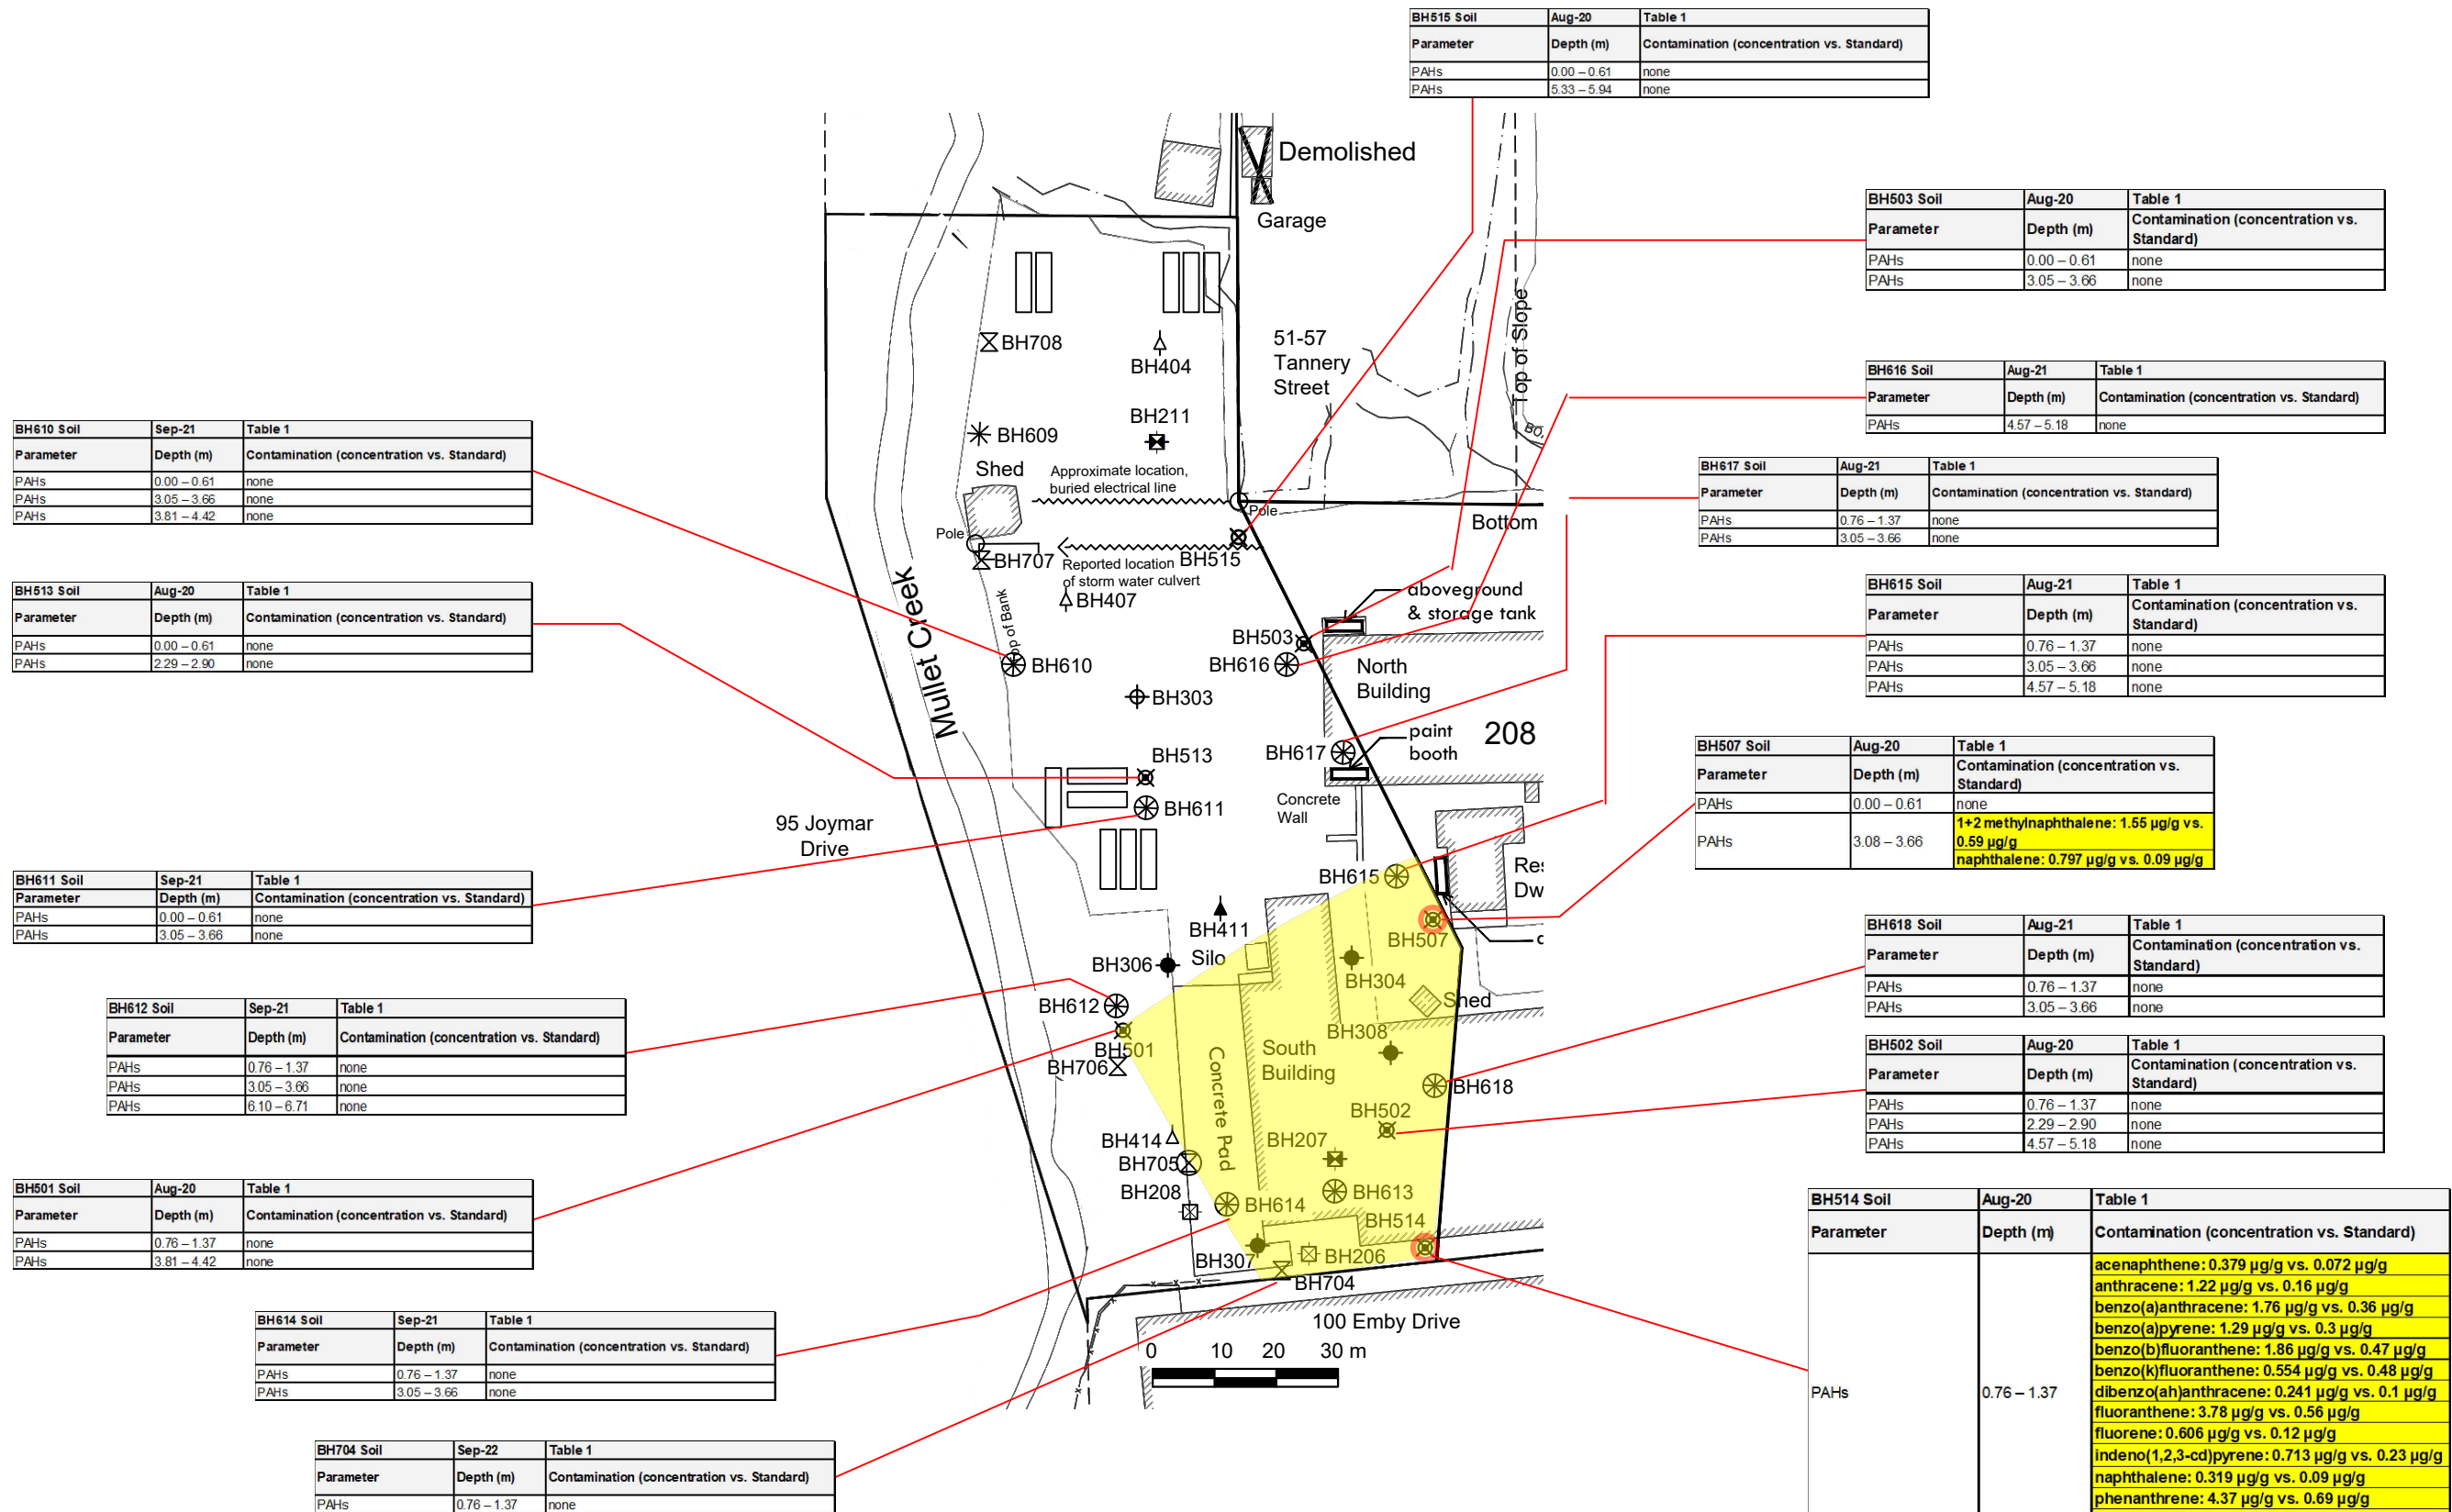 BH515 Soil Aug-20 Table 1
Parameter Depth (m) Contamination (concentration vs. Standard)
PAHs 0.00 – 0.61 none
PAHs 5.33 – 5.94 none
BH503 Soil Aug-20 Table 1
Parameter Depth (m) Contamination (concentration vs.
Standard)
PAHs 0.00 – 0.61 none
PAHs 3.05 – 3.66 none
BH616 Soil Aug-21 Table 1
Parameter Depth (m) Contamination (concentration vs. Standard)
PAHs 4.57 – 5.18 none
BH617 Soil Aug-21 Table 1
Parameter Depth (m) Contamination (concentration vs. Standard)
PAHs 0.76 – 1.37 none
PAHs 3.05 – 3.66 none
BH615 Soil Aug-21 Table 1
Parameter Depth (m) Contamination (concentration vs.
Standard)
PAHs 0.76 – 1.37 none
PAHs 3.05 – 3.66 none
PAHs 4.57 – 5.18 none
BH507 Soil Aug-20 Table 1
Parameter Depth (m) Contamination (concentration vs.
Standard)
PAHs 0.00 – 0.61 none
PAHs 3.08 – 3.66 1+2 methylnaphthalene: 1.55 µg/g vs.
0.59 µg/g
naphthalene: 0.797 µg/g vs. 0.09 µg/g
BH618 Soil Aug-21 Table 1
Parameter Depth (m) Contamination (concentration vs.
Standard)
PAHs 0.76 – 1.37 none
PAHs 3.05 – 3.66 none
BH502 Soil Aug-20 Table 1
Parameter Depth (m) Contamination (concentration vs.
Standard)
PAHs 0.76 – 1.37 none
PAHs 2.29 – 2.90 none
PAHs 4.57 – 5.18 none
BH514 Soil Aug-20 Table 1
Parameter Depth (m) Contamination (concentration vs. Standard)
PAHs 0.76 – 1.37
acenaphthene: 0.379 µg/g vs. 0.072 µg/g
anthracene: 1.22 µg/g vs. 0.16 µg/g
benzo(a)anthracene: 1.76 µg/g vs. 0.36 µg/g
benzo(a)pyrene: 1.29 µg/g vs. 0.3 µg/g
benzo(b)fluoranthene: 1.86 µg/g vs. 0.47 µg/g
benzo(k)fluoranthene: 0.554 µg/g vs. 0.48 µg/g
dibenzo(ah)anthracene: 0.241 µg/g vs. 0.1 µg/g
fluoranthene: 3.78 µg/g vs. 0.56 µg/g
fluorene: 0.606 µg/g vs. 0.12 µg/g
indeno(1,2,3-cd)pyrene: 0.713 µg/g vs. 0.23 µg/g
naphthalene: 0.319 µg/g vs. 0.09 µg/g
phenanthrene: 4.37 µg/g vs. 0.69 µg/g
BH610 Soil Sep-21 Table 1
Parameter Depth (m) Contamination (concentration vs. Standard)
PAHs 0.00 – 0.61 none
PAHs 3.05 – 3.66 none
PAHs 3.81 – 4.42 none
BH513 Soil Aug-20 Table 1
Parameter Depth (m) Contamination (concentration vs. Standard)
PAHs 0.00 – 0.61 none
PAHs 2.29 – 2.90 none
BH611 Soil Sep-21 Table 1
Parameter Depth (m) Contamination (concentration vs. Standard)
PAHs 0.00 – 0.61 none
PAHs 3.05 – 3.66 none
BH612 Soil Sep-21 Table 1
Parameter Depth (m) Contamination (concentration vs. Standard)
PAHs 0.76 – 1.37 none
PAHs 3.05 – 3.66 none
PAHs 6.10 – 6.71 none
BH501 Soil Aug-20 Table 1
Parameter Depth (m) Contamination (concentration vs. Standard)
PAHs 0.76 – 1.37 none
PAHs 3.81 – 4.42 none
BH614 Soil Sep-21 Table 1
Parameter Depth (m) Contamination (concentration vs. Standard)
PAHs 0.76 – 1.37 none
PAHs 3.05 – 3.66 none
BH704 Soil Sep-22 Table 1
Parameter Depth (m) Contamination (concentration vs. Standard)
PAHs 0.76 – 1.37 none
Demolished
Garage
Top of Slope
51-57
Tannery
Street
BH708
BH404
BH211
BH609
Shed
Approximate location,
buried electrical line
Pole
Bottom
Pole
BH707
BH515
Reported location
of storm water culvert
BH407
aboveground
& storage tank
Mullet Creek
op of Bank
BH503
BH616
BH610
North
Building
BH303
208
paint
booth
BH617
BH513
Concrete
Wall
BH611
95 Joymar
Drive
BH615
Dw
BH411
BH507
BH306
Silo
BH304
Shed
BH612
BH308
BH501
South
Building
BH706
Concrete Pad
BH618
BH502
BH414
BH207
BH705
BH208
BH613
BH614
BH514
BH307
BH206
BH704
100 Emby Drive
0 10 20 30 m